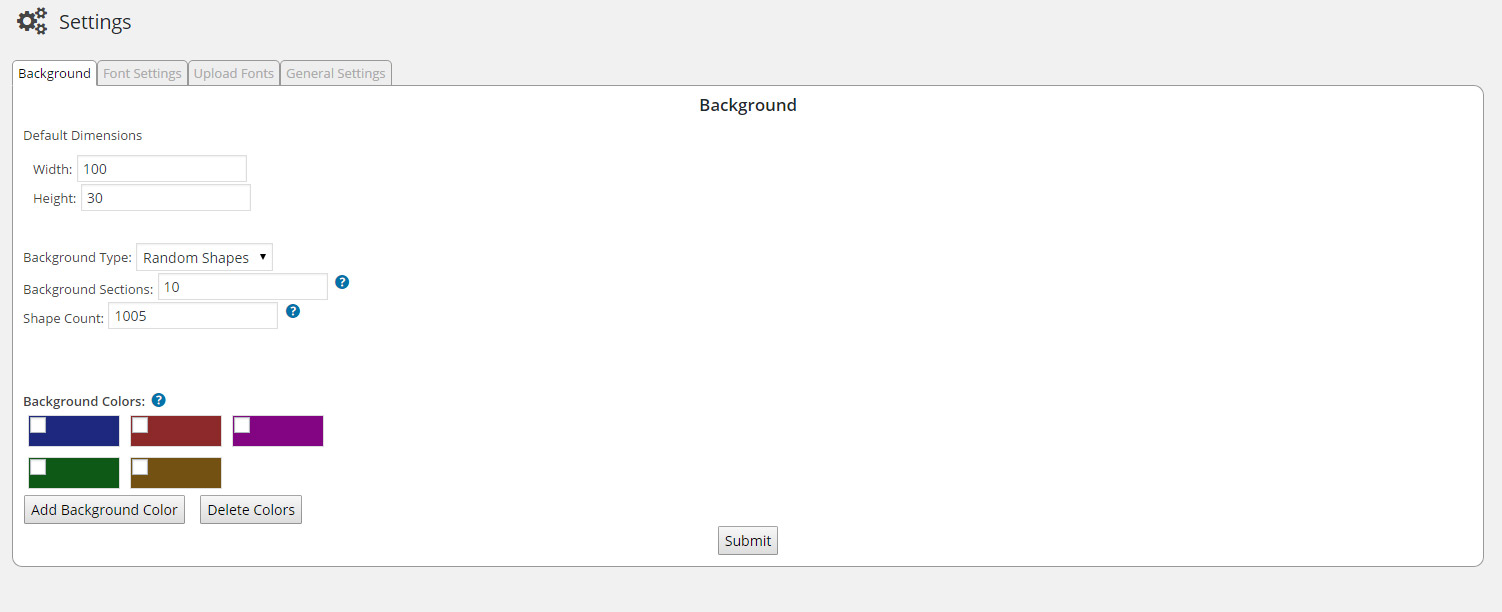 Settings
Background Font Settings Upload Fonts General Settings
Background
Default Dimensions
Width: 100
Height: 30
Background Type: Random Shapes
Background Sections: 10 ?
Shape Count: 1005 ?
Background Colors: ?
Add Background Color Delete Colors
Submit